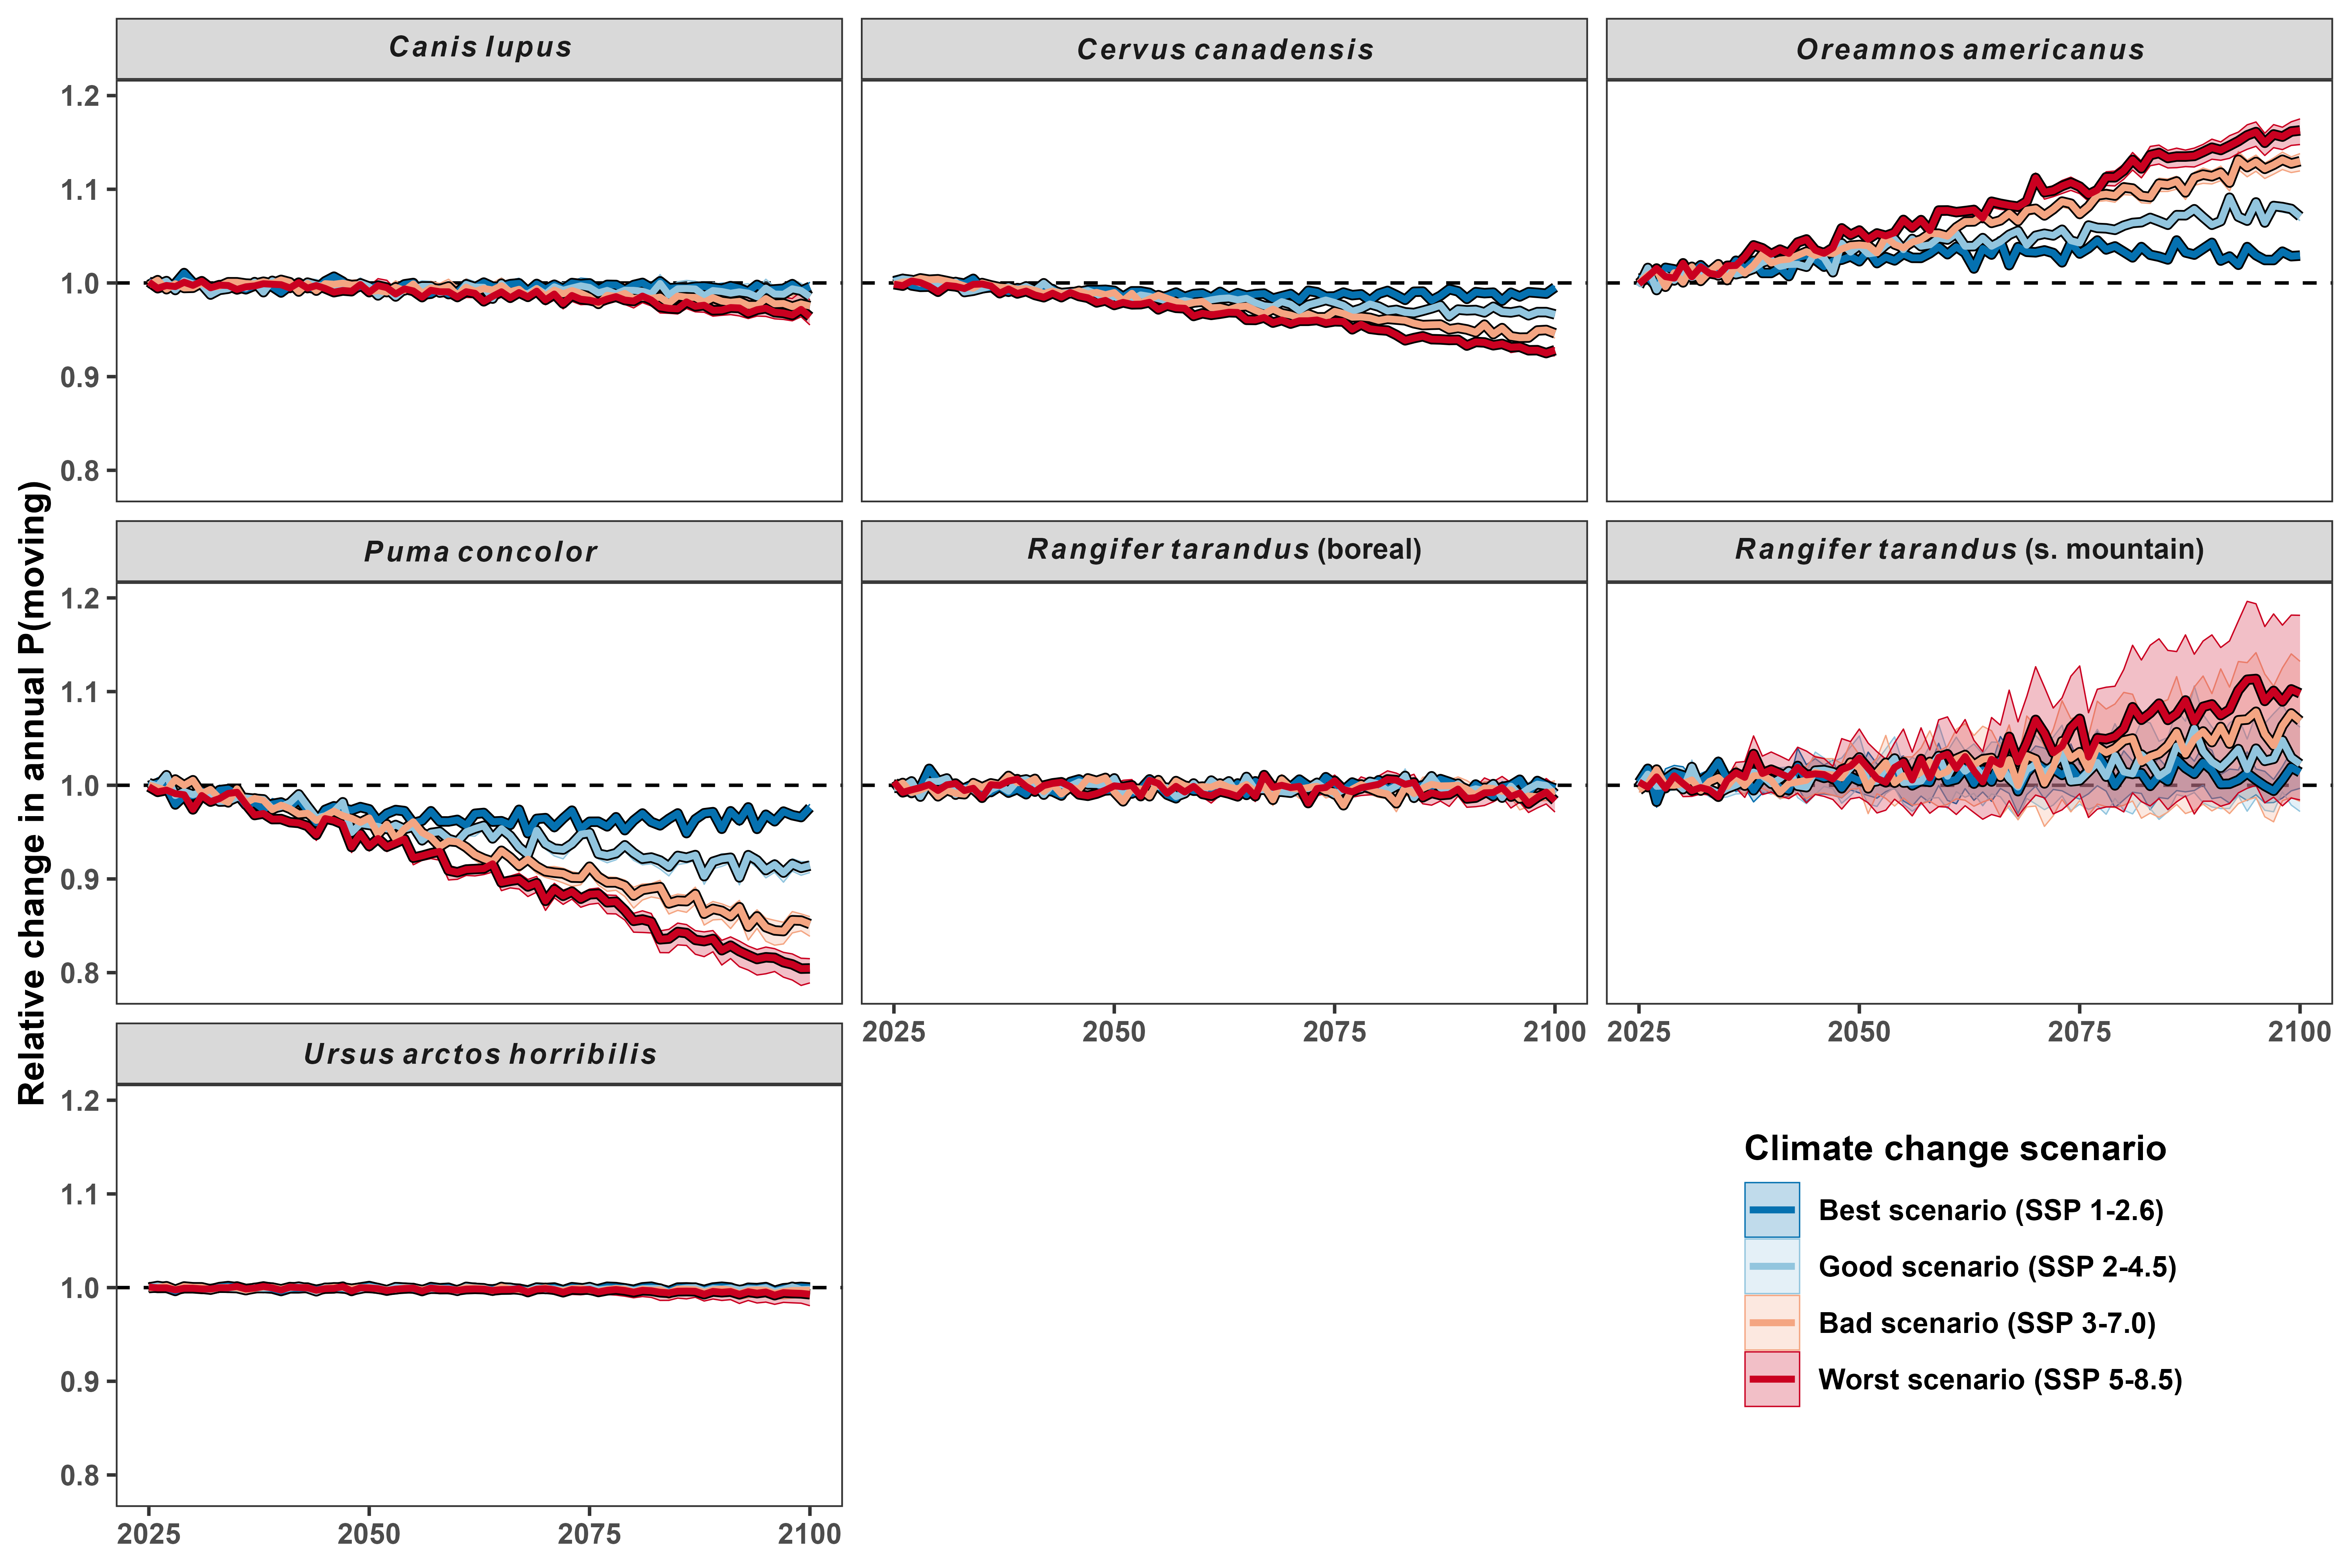 Canis lupus
Cervus canadensis
Oreamnos americanus
1.2
1.1
1.0
0.9
0.8
Relative change in annual P(moving)
Puma concolor
Rangifer tarandus (boreal)
Rangifer tarandus (s. mountain)
1.2
1.1
1.0
0.9
0.8
2025 2050 2075 2100
2025 2050 2075 2100
Ursus arctos horribilis
1.2
1.1
1.0
0.9
0.8
2025 2050 2075 2100
Climate change scenario
Best scenario (SSP 1-2.6)
Good scenario (SSP 2-4.5)
Bad scenario (SSP 3-7.0)
Worst scenario (SSP 5-8.5)